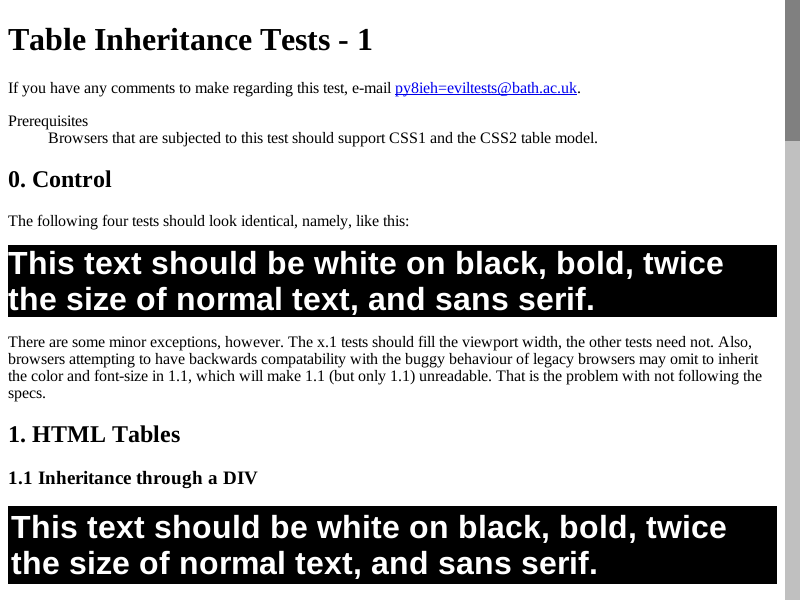 Table Inheritance Tests - 1
If you have any comments to make regarding this test, e-mail py8ieh=eviltests@bath.ac.uk.
Prerequisites
Browsers that are subjected to this test should support CSS1 and the CSS2 table model.
0. Control
The following four tests should look identical, namely, like this:
This text should be white on black, bold, twice
the size of normal text, and sans serif.
There are some minor exceptions, however. The x.1 tests should fill the viewport width, the other tests need not. Also,
browsers attempting to have backwards compatability with the buggy behaviour of legacy browsers may omit to inherit
the color and font-size in 1.1, which will make 1.1 (but only 1.1) unreadable. That is the problem with not following the
specs.
1. HTML Tables
1.1 Inheritance through a DIV
This text should be white on black, bold, twice
the size of normal text, and sans serif.